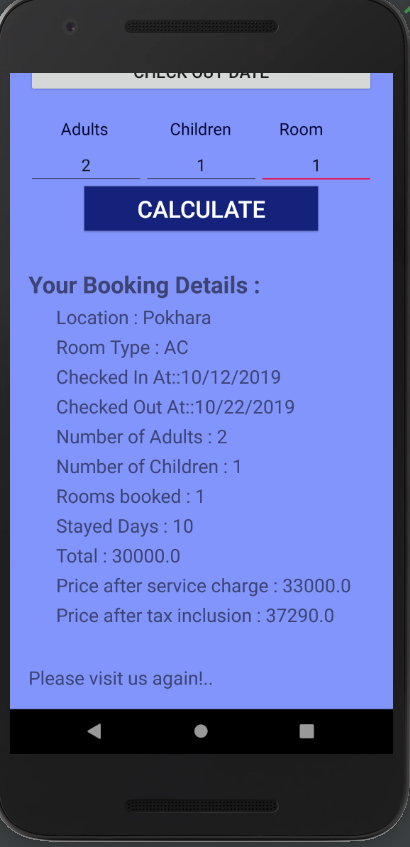 CHECK OUT DATE
Adults Children Room
2 1 1
CALCULATE
Your Booking Details :
Location : Pokhara
Room Type : AC
Checked In At::10/12/2019
Checked Out At::10/22/2019
Number of Adults : 2
Number of Children : 1
Rooms booked : 1
Stayed Days : 10
Total : 30000.0
Price after service charge : 33000.0
Price after tax inclusion : 37290.0
Please visit us again!..